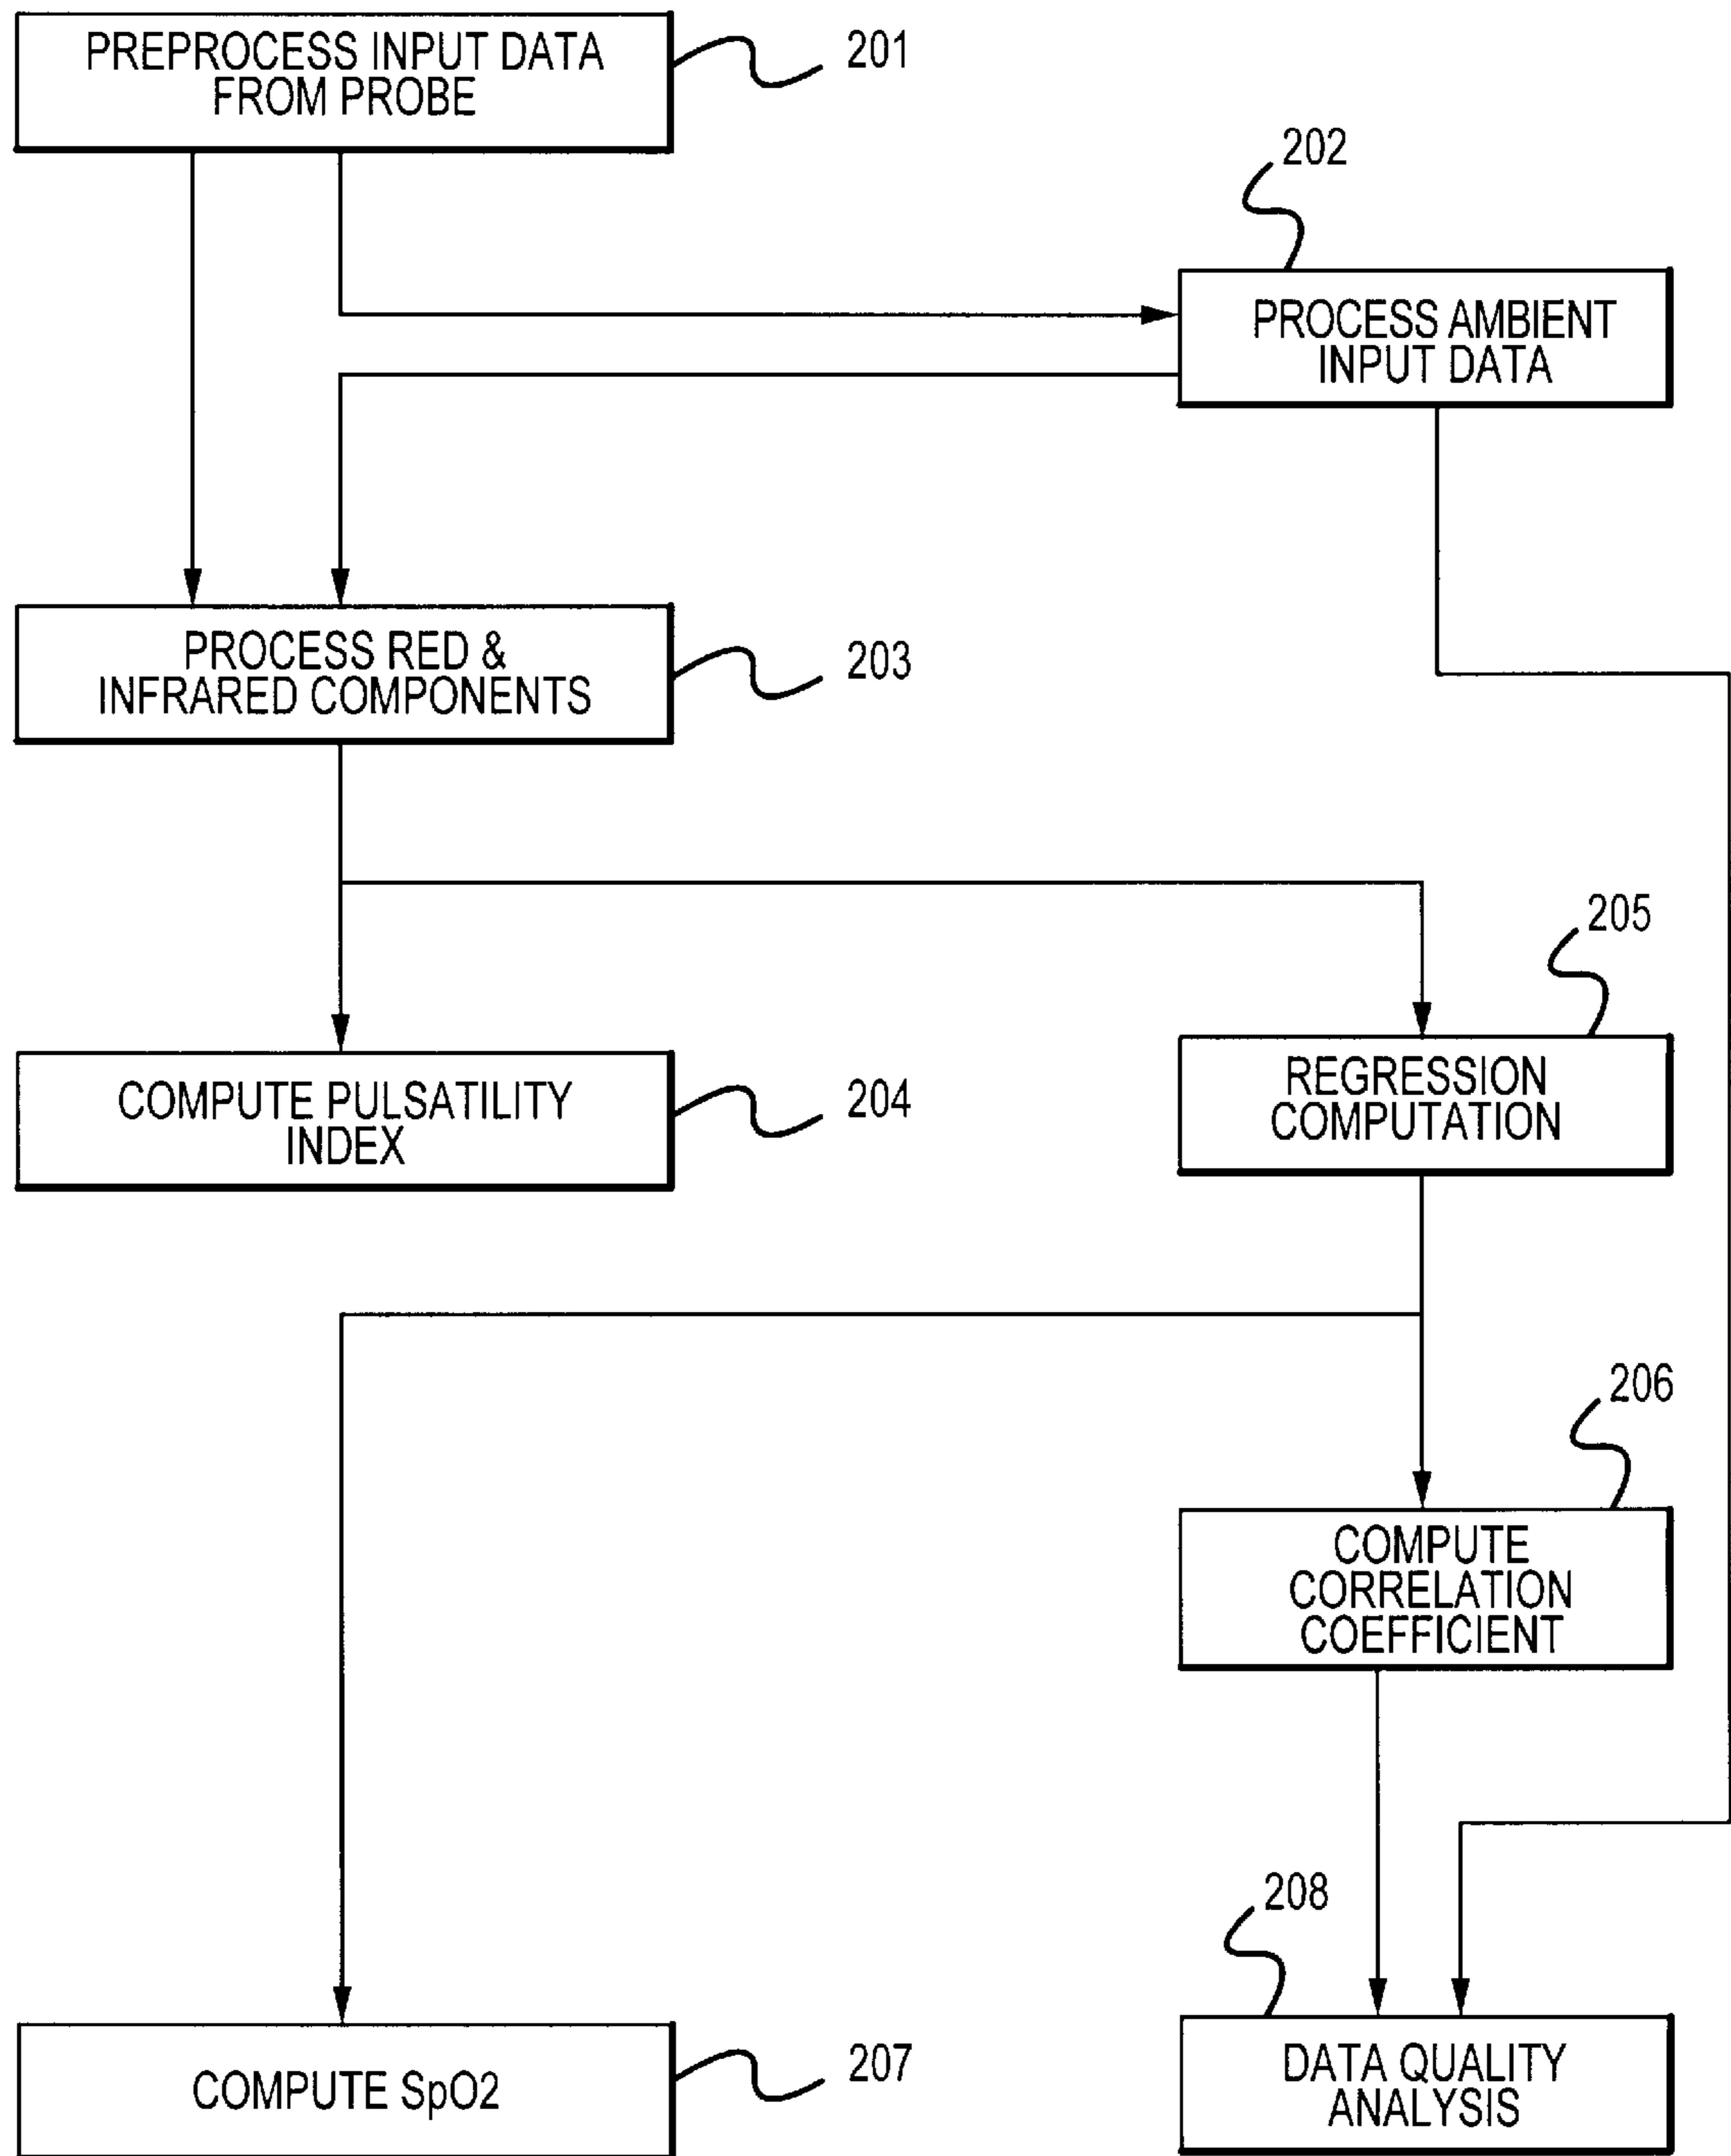 PREPROCESS INPUT DATA
FROM PROBE
201
202
PROCESS AMBIENT
INPUT DATA
PROCESS RED &
INFRARED COMPONENTS
203
205
COMPUTE PULSATILITY
INDEX
204
REGRESSION
COMPUTATION
206
COMPUTE
CORRELATION
COEFFICIENT
208
COMPUTE SpO2
207
DATA QUALITY
ANALYSIS